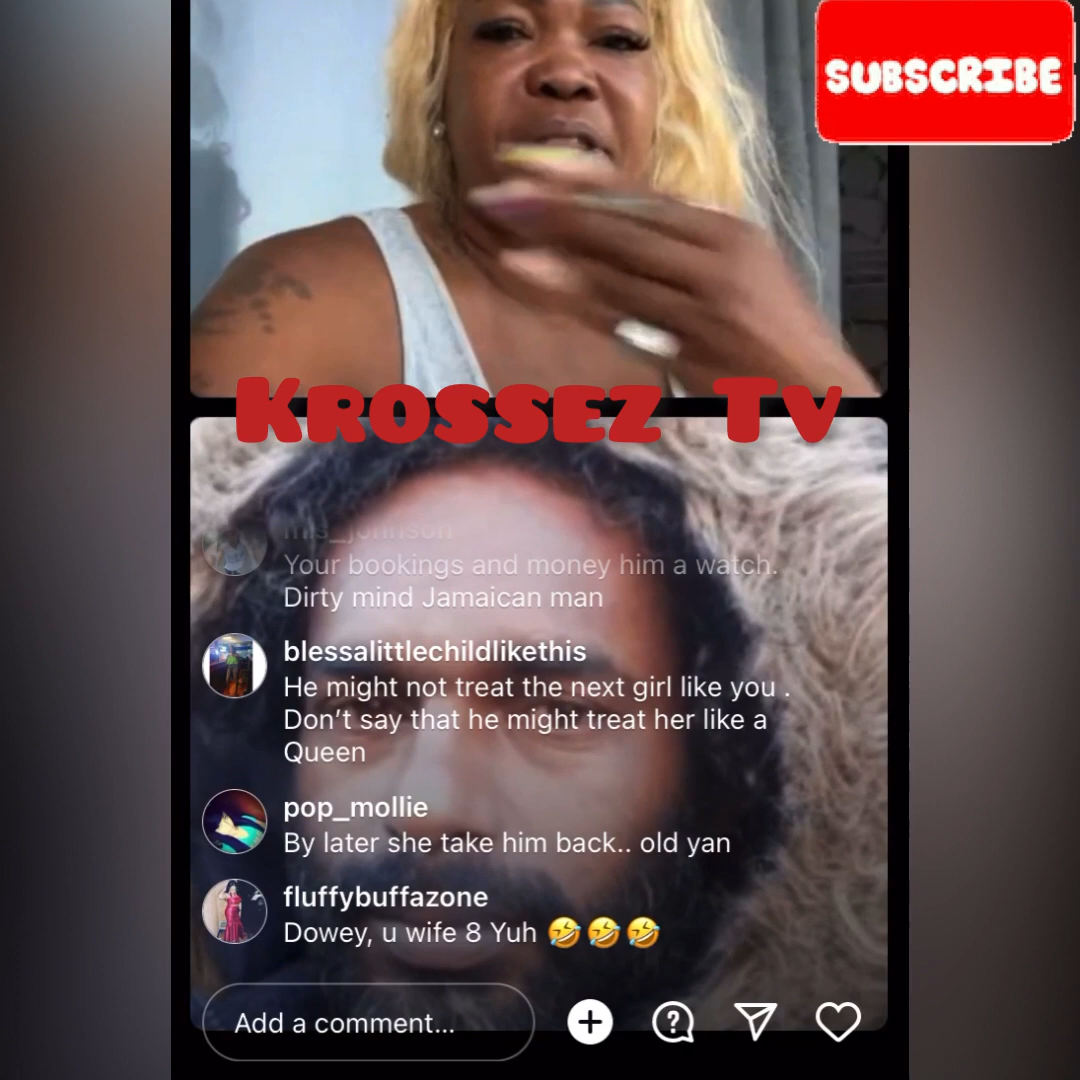 SUBSCRIBE
KROSSEZ TV
mis_johnson
Your bookings and money him a watch.
Dirty mind Jamaican man
blessalittlechildlikethis
He might not treat the next girl like you .
Don’t say that he might treat her like a
Queen
pop_mollie
By later she take him back.. old yan
fluffybuffazone
Dowey, u wife 8 Yuh 🤣🤣🤣
Add a comment...